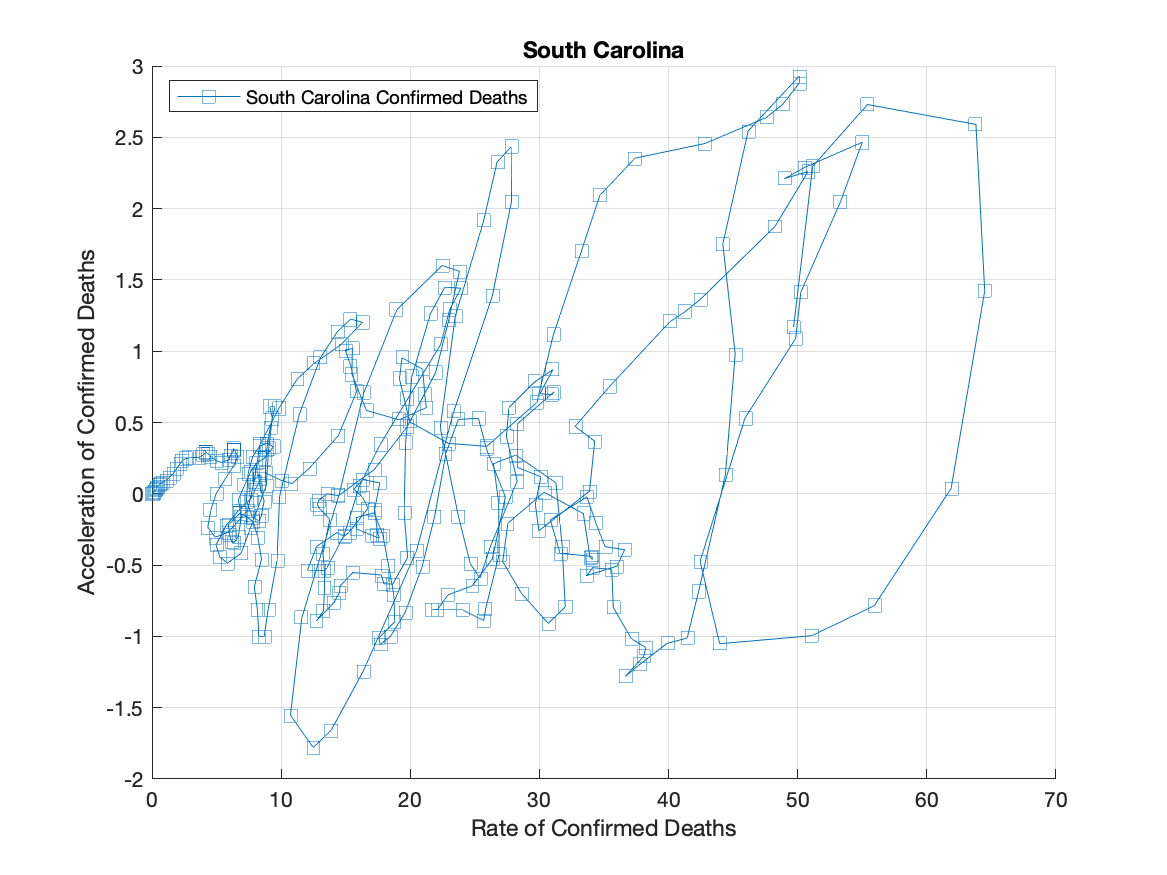 South Carolina
South Carolina Confirmed Deaths
3
2.5
2
1.5
1
0.5
0
-0.5
-1
-1.5
-2
Acceleration of Confirmed Deaths
0 10 20 30 40 50 60 70
Rate of Confirmed Deaths